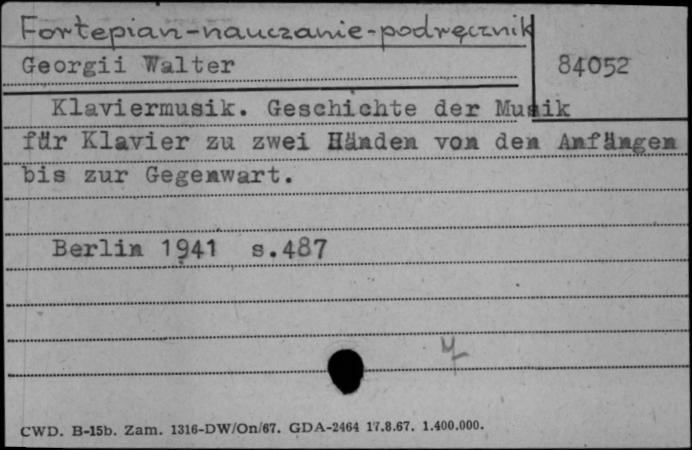 Fortepian-nauczanie-podręcznik
Georgii Walter
84052
Klaviermusik. Geschichte der Musik
für Klavier zu zwei Händen von den Anfängen
bis zur Gegenwart.
Berlin 1941 s.487
CWD. B-15b. Zam. 1316-DW/On/67. GDA-2464 17.8.67. 1.400.000.